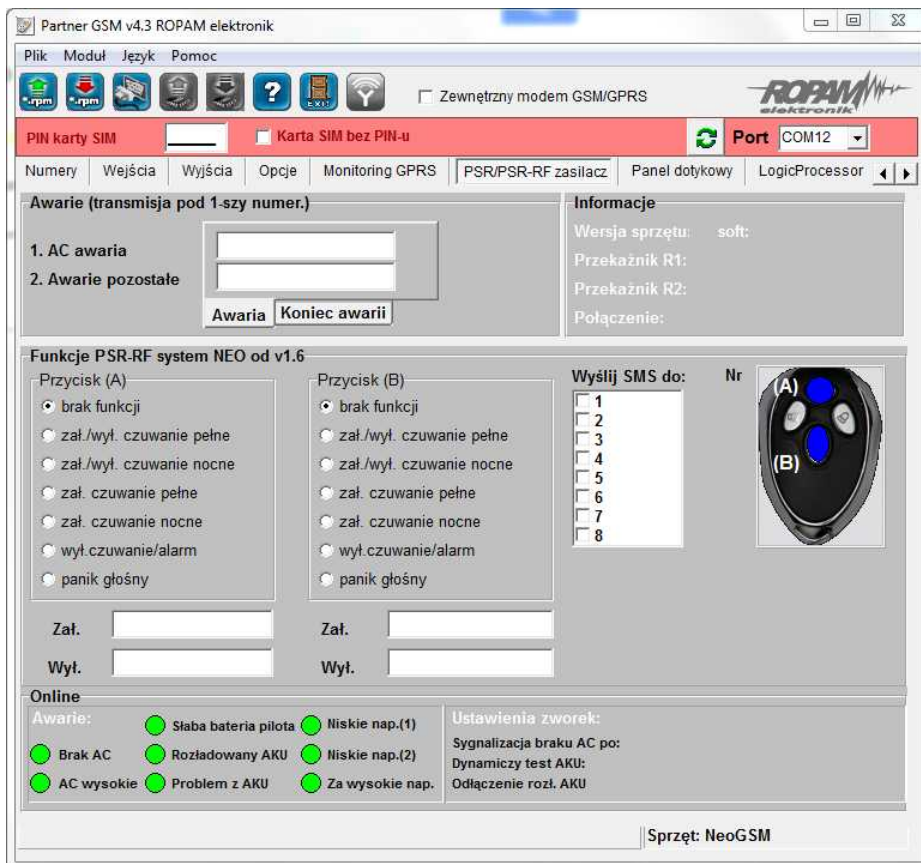 Partner GSM v4.3 ROPAM elektronik
Plik Moduł Język Pomoc
.rpm .rpm ? EXIT Zewnętrzny modem GSM/GPRS ROPAM elektronik
PIN karty SIM Karta SIM bez PIN-u Port COM12
Numery Wejścia Wyjścia Opcje Monitoring GPRS PSR/PSR-RF zasilacz Panel dotykowy LogicProcessor
Awarie (transmisja pod 1-szy numer.)
1. AC awaria
2. Awarie pozostałe
Awaria Koniec awarii
Informacje
Wersja sprzętu: soft:
Przekażnik R1:
Przekażnik R2:
Połączenie:
Funkcje PSR-RF system NEO od v1.6
Przycisk (A)
brak funkcji
zał./wył. czuwanie pełne
zał./wył. czuwanie nocne
zał. czuwanie pełne
zał. czuwanie nocne
wył.czuwanie/alarm
panik głośny
Zał.
Wył.
Przycisk (B)
brak funkcji
zał./wył. czuwanie pełne
zał./wył. czuwanie nocne
zał. czuwanie pełne
zał. czuwanie nocne
wył.czuwanie/alarm
panik głośny
Zał.
Wył.
Wyślij SMS do: Nr
1
2
3
4
5
6
7
8
(A)
(B)
Online
Awarie:
Słaba bateria pilota Niskie nap.(1)
Brak AC Rozładowany AKU Niskie nap.(2)
AC wysokie Problem z AKU Za wysokie nap.
Ustawienia zworek:
Sygnalizacja braku AC po:
Dynamiczy test AKU:
Odłączenie rozł. AKU
Sprzęt: NeoGSM